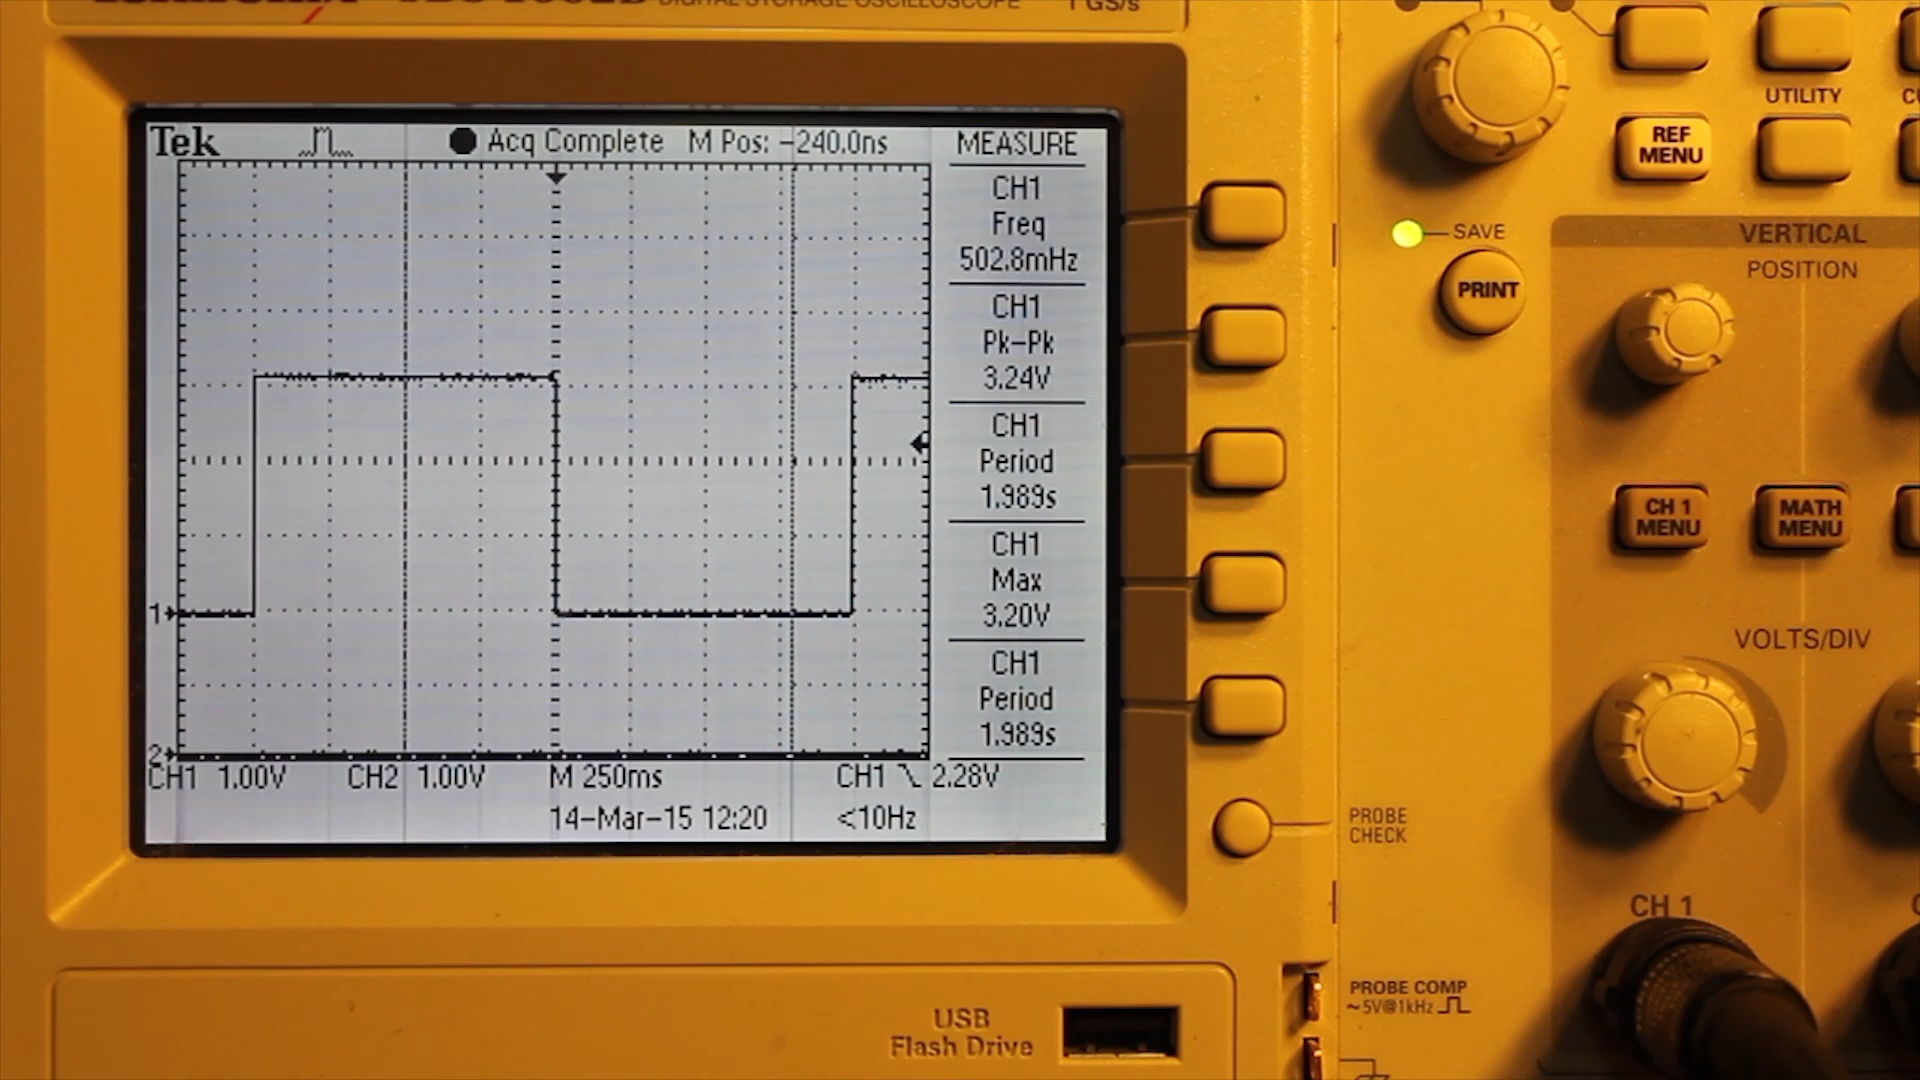 DIGITAL STORAGE OSCILLOSCOPE
1 GS/s
Tek
Acq Complete
M Pos: -240.0ns
MEASURE
CH1
Freq
502.8mHz
CH1
Pk-Pk
3.24V
CH1
Period
1.989s
CH1
Max
3.20V
CH1
Period
1.989s
1
2
CH1 1.00V
CH2 1.00V
M 250ms
CH1
2.28V
14-Mar-15 12:20
<10Hz
UTILITY
REF
MENU
SAVE
PRINT
VERTICAL
POSITION
CH 1
MENU
MATH
MENU
VOLTS/DIV
PROBE
CHECK
CH 1
PROBE COMP
~5V@1kHz
USB
Flash Drive